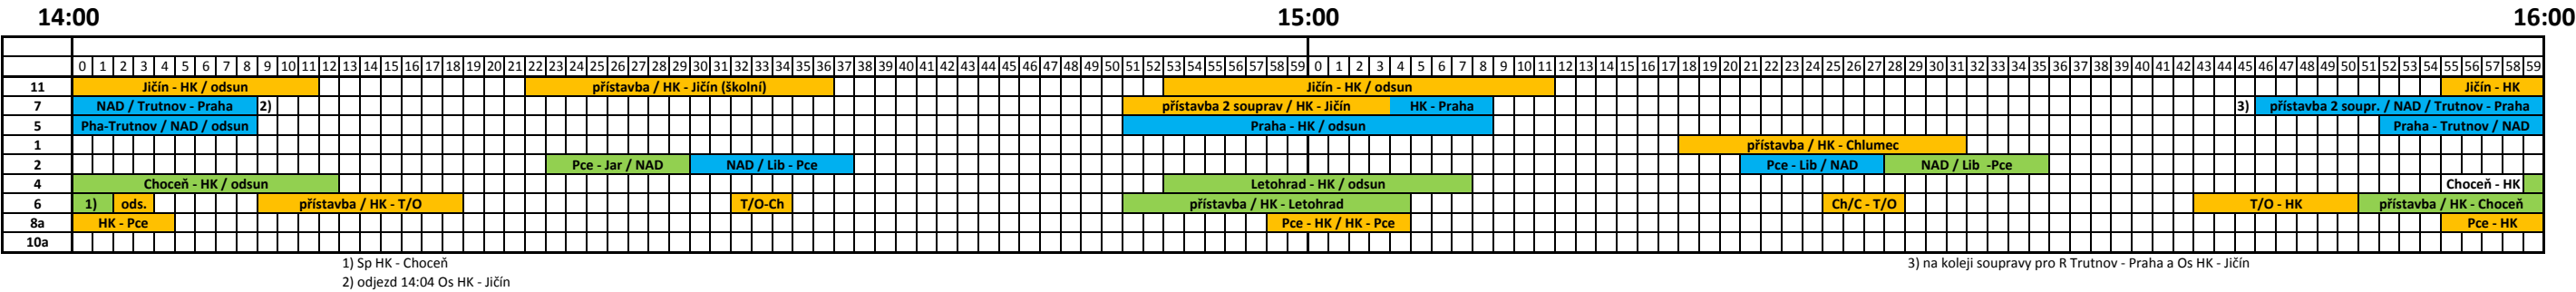 14:00 15:00 16:00
0 1 2 3 4 5 6 7 8 9 10 11 12 13 14 15 16 17 18 19 20 21 22 23 24 25 26 27 28 29 30 31 32 33 34 35 36 37 38 39 40 41 42 43 44 45 46 47 48 49 50 51 52 53 54 55 56 57 58 59 0 1 2 3 4 5 6 7 8 9 10 11 12 13 14 15 16 17 18 19 20 21 22 23 24 25 26 27 28 29 30 31 32 33 34 35 36 37 38 39 40 41 42 43 44 45 46 47 48 49 50 51 52 53 54 55 56 57 58 59
11 Jičín - HK / odsun přístavba / HK - Jičín (školní) Jičín - HK / odsun Jičín - HK
7 NAD / Trutnov - Praha 2) přístavba 2 souprav / HK - Jičín HK - Praha 3) přístavba 2 soupr. / NAD / Trutnov - Praha
5 Pha-Trutnov / NAD / odsun Praha - HK / odsun Praha - Trutnov / NAD
1 přístavba / HK - Chlumec
2 Pce - Jar / NAD NAD / Lib - Pce Pce - Lib / NAD NAD / Lib -Pce
4 Choceň - HK / odsun Letohrad - HK / odsun Choceň - HK
6 1) ods. přístavba / HK - T/O T/O-Ch přístavba / HK - Letohrad Ch/C - T/O T/O - HK přístavba / HK - Choceň
8a HK - Pce Pce - HK / HK - Pce Pce - HK
10a
1) Sp HK - Choceň 3) na koleji soupravy pro R Trutnov - Praha a Os HK - Jičín
2) odjezd 14:04 Os HK - Jičín